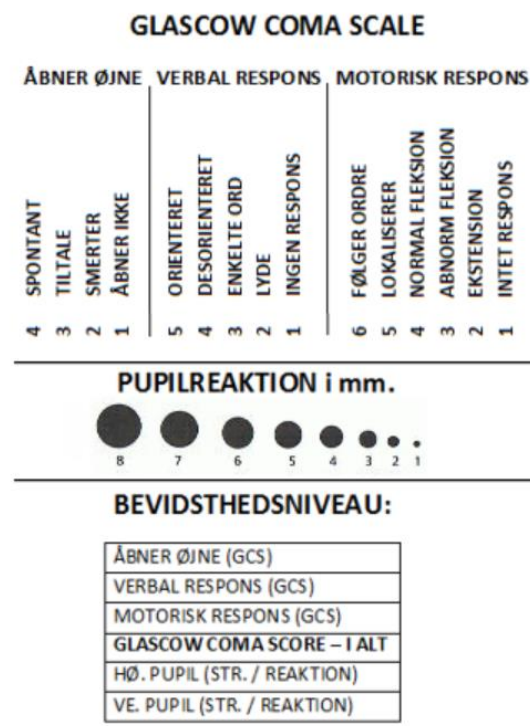 GLASCOW COMA SCALE
ÅBNER ØJNE
4 SPONTANT
3 TILTALE
2 SMERTER
1 ÅBNER IKKE
VERBAL RESPONS
5 ORIENTERET
4 DESORIENTERET
3 ENKELTE ORD
2 LYDE
1 INGEN RESPONS
MOTORISK RESPONS
6 FØLGER ORDRE
5 LOKALISERER
4 NORMAL FLEKSION
3 ABNORM FLEKSION
2 EKSTENSION
1 INTET RESPONS
PUPILREAKTION i mm.
8 7 6 5 4 3 2 1
BEVIDSTHEDSNIVEAU:
ÅBNER ØJNE (GCS)
VERBAL RESPONS (GCS)
MOTORISK RESPONS (GCS)
GLASCOW COMA SCORE – I ALT
HØ. PUPIL (STR. / REAKTION)
VE. PUPIL (STR. / REAKTION)